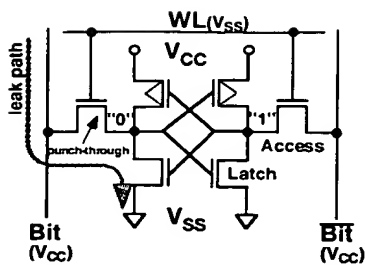 WL(VSS)
leak path
VCC
"0"
"1"
punch-through
Access
Latch
VSS
Bit
(VCC)
Bit
(VCC)